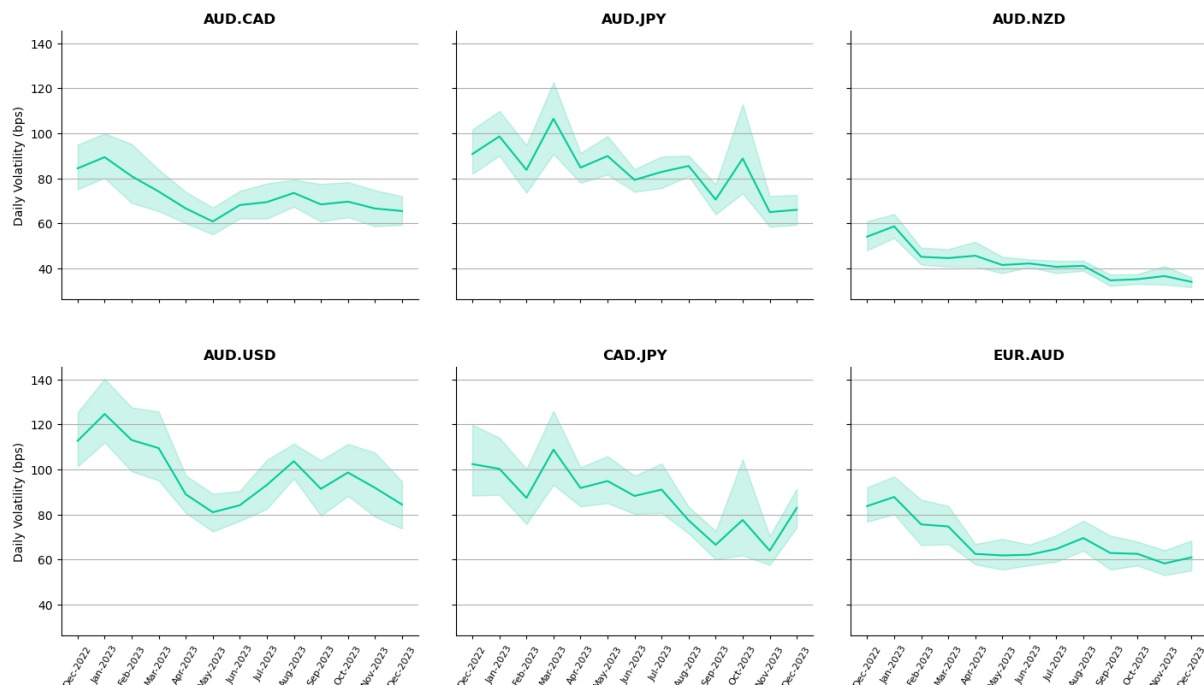 AUD.CAD
AUD.JPY
AUD.NZD
140
120
100
80
60
40
Daily Volatility (bps)
AUD.USD
CAD.JPY
EUR.AUD
140
120
100
80
60
40
Daily Volatility (bps)
Dec-2022
Jan-2023
Feb-2023
Mar-2023
Apr-2023
May-2023
Jun-2023
Jul-2023
Aug-2023
Sep-2023
Oct-2023
Nov-2023
Dec-2023
Dec-2022
Jan-2023
Feb-2023
Mar-2023
Apr-2023
May-2023
Jun-2023
Jul-2023
Aug-2023
Sep-2023
Oct-2023
Nov-2023
Dec-2023
Dec-2022
Jan-2023
Feb-2023
Mar-2023
Apr-2023
May-2023
Jun-2023
Jul-2023
Aug-2023
Sep-2023
Oct-2023
Nov-2023
Dec-2023